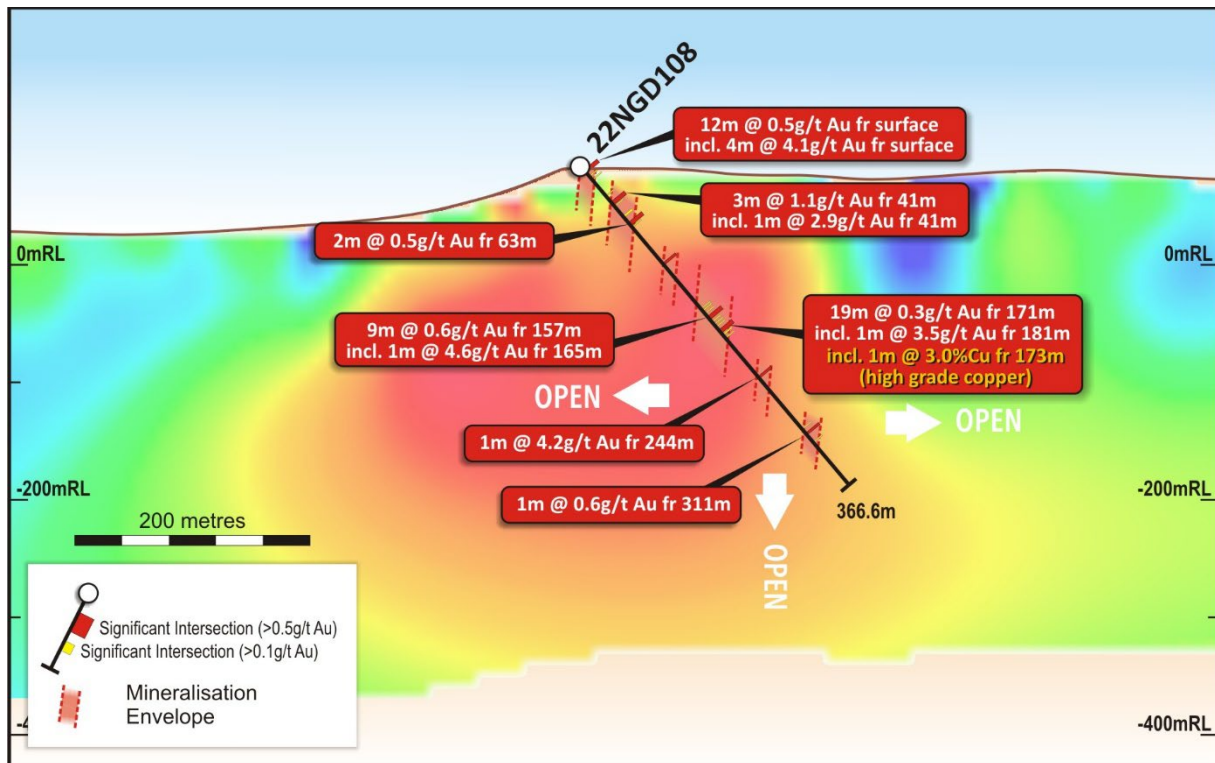 22NGD108
12m @ 0.5g/t Au fr surface
incl. 4m @ 4.1g/t Au fr surface
3m @ 1.1g/t Au fr 41m
incl. 1m @ 2.9g/t Au fr 41m
2m @ 0.5g/t Au fr 63m
0mRL
0mRL
9m @ 0.6g/t Au fr 157m
incl. 1m @ 4.6g/t Au fr 165m
19m @ 0.3g/t Au fr 171m
incl. 1m @ 3.5g/t Au fr 181m
incl. 1m @ 3.0%Cu fr 173m
(high grade copper)
OPEN
OPEN
1m @ 4.2g/t Au fr 244m
1m @ 0.6g/t Au fr 311m
-200mRL
-200mRL
366.6m
OPEN
200 metres
Significant Intersection (>0.5g/t Au)
Significant Intersection (>0.1g/t Au)
Mineralisation
Envelope
-400mRL